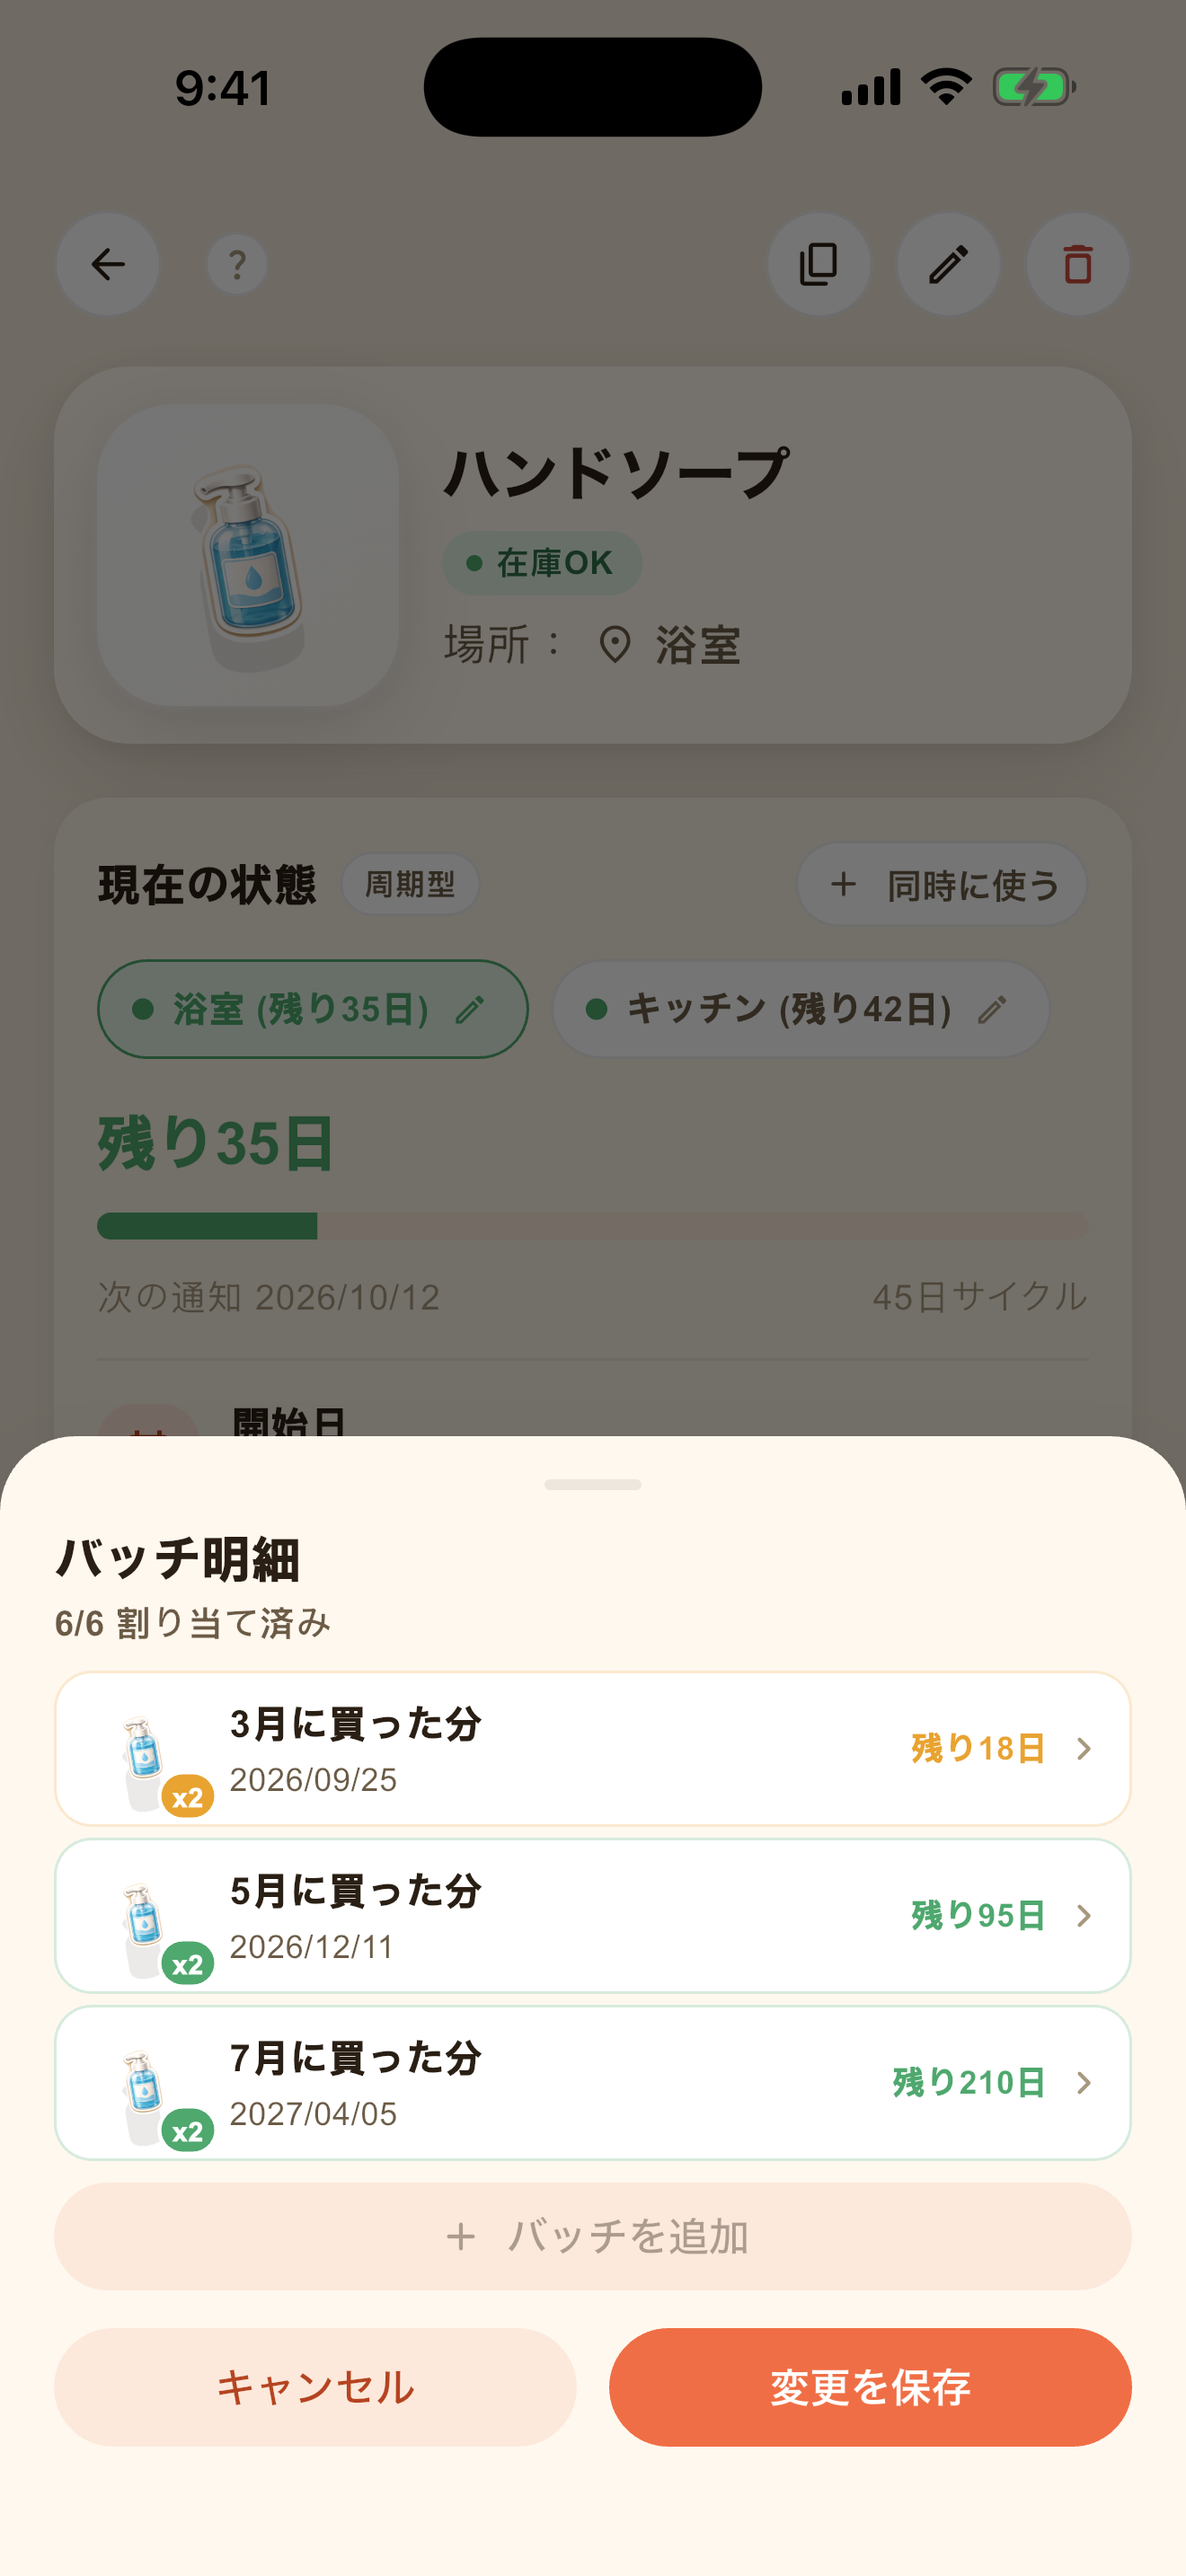 9:41
?
ハンドソープ
在庫OK
場所： 浴室
現在の状態 周期型 + 同時に使う
浴室 (残り35日) キッチン (残り42日)
残り35日
次の通知 2026/10/12 45日サイクル
開始日
バッチ明細
6/6 割り当て済み
3月に買った分
2026/09/25
残り18日
x2
5月に買った分
2026/12/11
残り95日
x2
7月に買った分
2027/04/05
残り210日
x2
+ バッチを追加
キャンセル 変更を保存